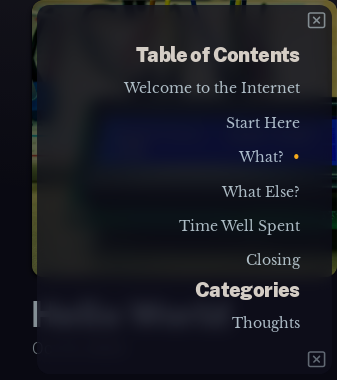 Table of Contents
Welcome to the Internet
Start Here
What?
What Else?
Time Well Spent
Closing
Categories
Thoughts